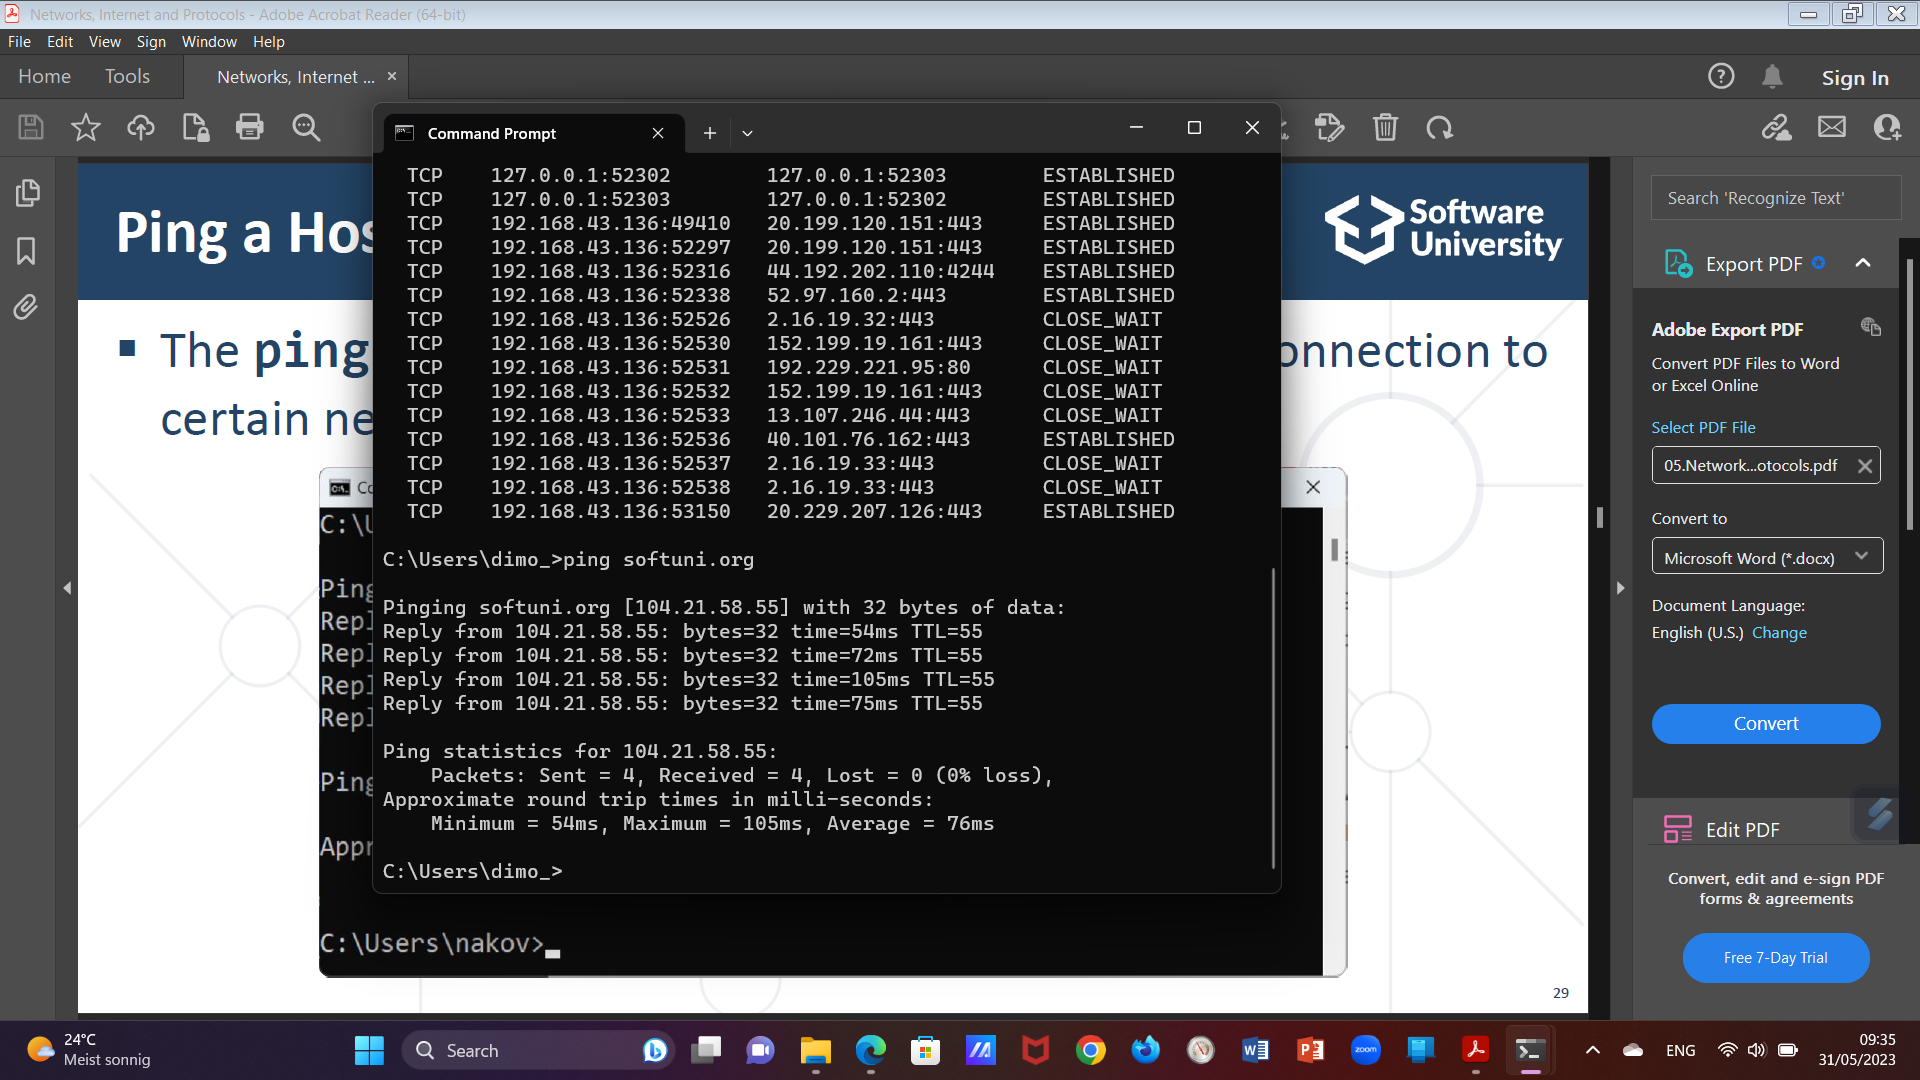 Networks, Internet and Protocols - Adobe Acrobat Reader (64-bit)
File Edit View Sign Window Help
Home Tools Networks, Internet ... Sign In
Command Prompt
TCP 127.0.0.1:52302 127.0.0.1:52303 ESTABLISHED
TCP 127.0.0.1:52303 127.0.0.1:52302 ESTABLISHED
TCP 192.168.43.136:49410 20.199.120.151:443 ESTABLISHED
TCP 192.168.43.136:52297 20.199.120.151:443 ESTABLISHED
TCP 192.168.43.136:52316 44.192.202.110:4244 ESTABLISHED
TCP 192.168.43.136:52338 52.97.160.2:443 ESTABLISHED
TCP 192.168.43.136:52526 2.16.19.32:443 CLOSE_WAIT
TCP 192.168.43.136:52530 152.199.19.161:443 CLOSE_WAIT
TCP 192.168.43.136:52531 192.229.221.95:80 CLOSE_WAIT
TCP 192.168.43.136:52532 152.199.19.161:443 CLOSE_WAIT
TCP 192.168.43.136:52533 13.107.246.44:443 CLOSE_WAIT
TCP 192.168.43.136:52536 40.101.76.162:443 ESTABLISHED
TCP 192.168.43.136:52537 2.16.19.33:443 CLOSE_WAIT
TCP 192.168.43.136:52538 2.16.19.33:443 CLOSE_WAIT
TCP 192.168.43.136:53150 20.229.207.126:443 ESTABLISHED
C:\Users\dimo_>ping softuni.org
Pinging softuni.org [104.21.58.55] with 32 bytes of data:
Reply from 104.21.58.55: bytes=32 time=54ms TTL=55
Reply from 104.21.58.55: bytes=32 time=72ms TTL=55
Reply from 104.21.58.55: bytes=32 time=105ms TTL=55
Reply from 104.21.58.55: bytes=32 time=75ms TTL=55
Ping statistics for 104.21.58.55:
Packets: Sent = 4, Received = 4, Lost = 0 (0% loss),
Approximate round trip times in milli-seconds:
Minimum = 54ms, Maximum = 105ms, Average = 76ms
C:\Users\dimo_>
Ping a Hos
Software
University
The ping onnection to
certain ne
C:\U
Ping
Repl
Repl
Repl
Repl
Ping
Appr
C:\Users\nakov>
29
Search 'Recognize Text'
Export PDF
Adobe Export PDF
Convert PDF Files to Word
or Excel Online
Select PDF File
05.Network...otocols.pdf
Convert to
Microsoft Word (*.docx)
Document Language:
English (U.S.) Change
Convert
Edit PDF
Convert, edit and e-sign PDF
forms & agreements
Free 7-Day Trial
24°C
Meist sonnig
Search
zoom
ENG
09:35
31/05/2023